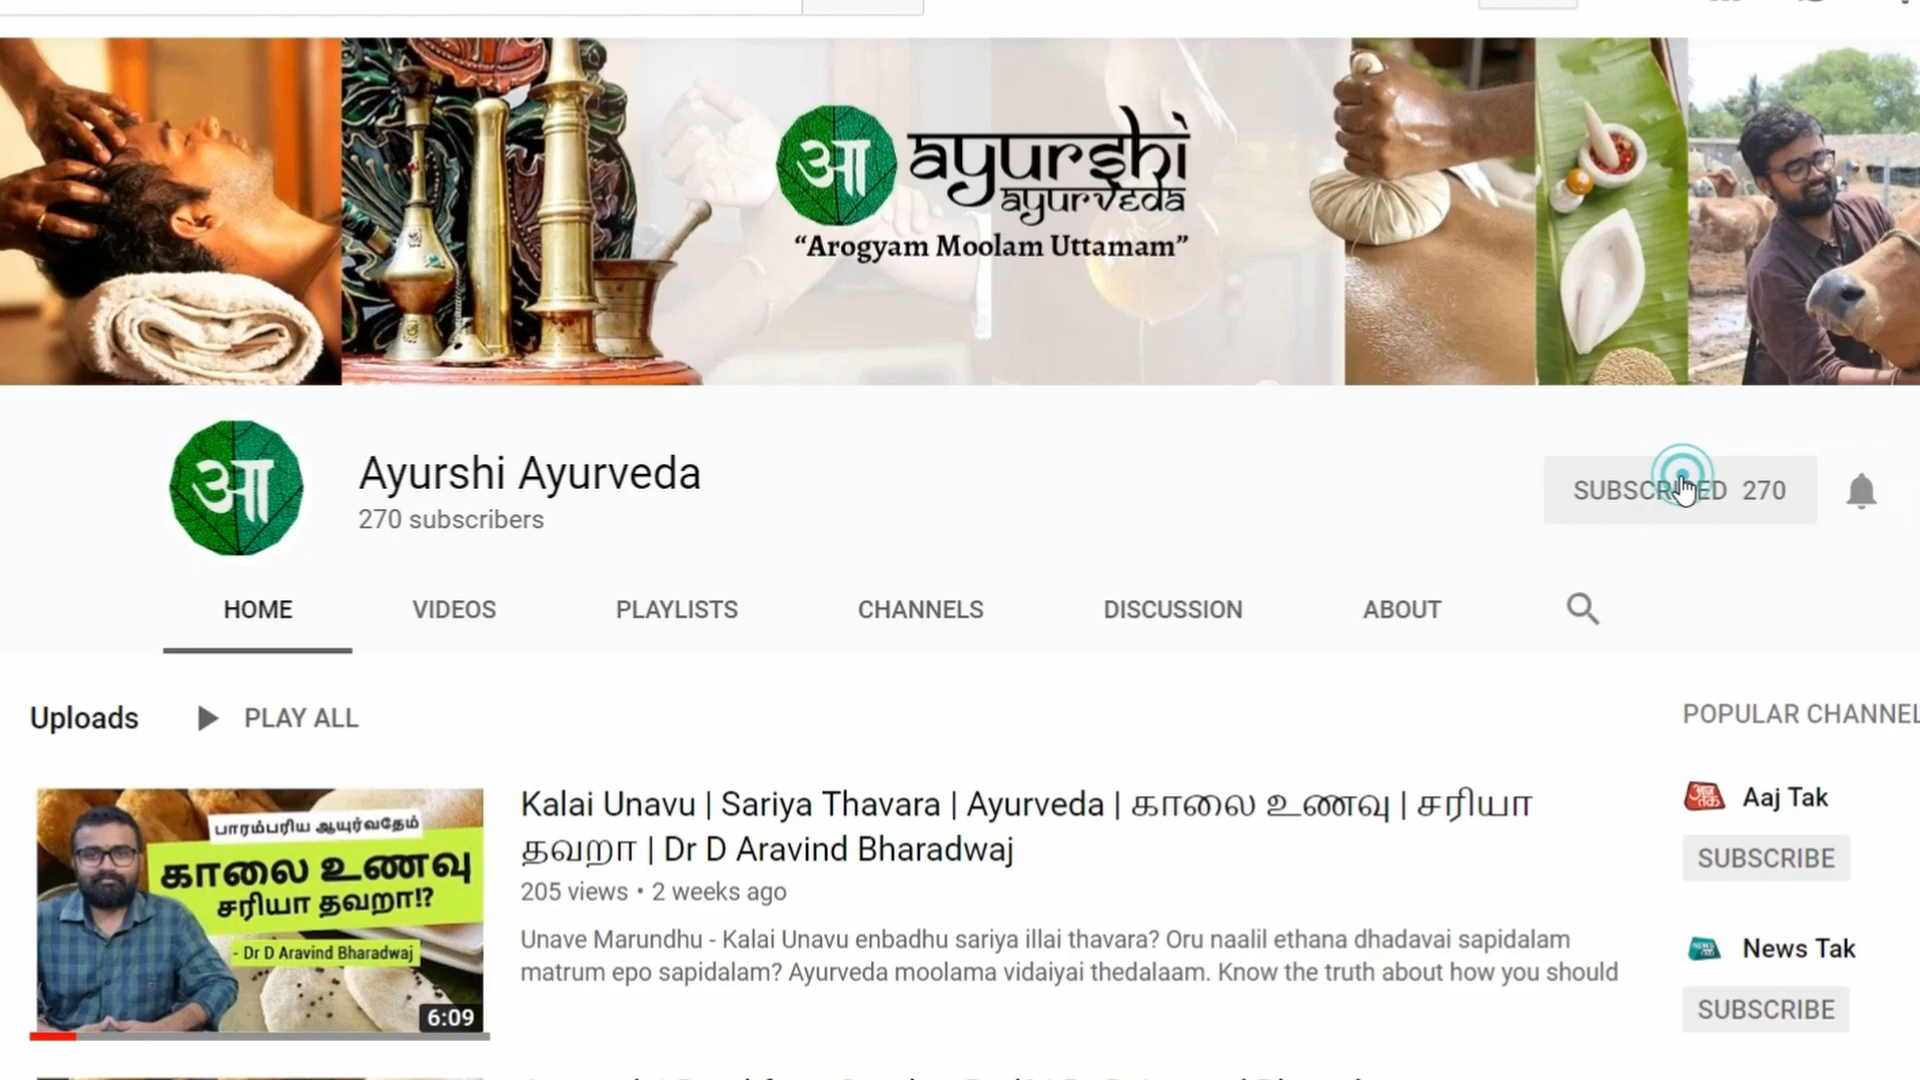 आ ayurshi
ayurveda
“Arogyam Moolam Uttamam”
आ
Ayurshi Ayurveda
270 subscribers
SUBSCRIBED 270
HOME VIDEOS PLAYLISTS CHANNELS DISCUSSION ABOUT
Uploads PLAY ALL
பாரம்பரிய ஆயுர்வதேம்
காலை உணவு
சரியா தவறா!?
- Dr D Aravind Bharadwaj
6:09
Kalai Unavu | Sariya Thavara | Ayurveda | காலை உணவு | சரியா
தவறா | Dr D Aravind Bharadwaj
205 views • 2 weeks ago
Unave Marundhu - Kalai Unavu enbadhu sariya illai thavara? Oru naalil ethana dhadavai sapidalam
matrum epo sapidalam? Ayurveda moolama vidaiyai thedalaam. Know the truth about how you should
POPULAR CHANNEL
Aaj Tak
SUBSCRIBE
News Tak
SUBSCRIBE